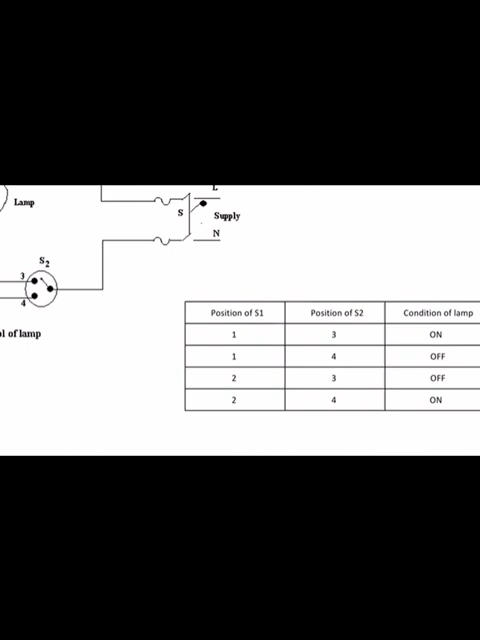 L
Lamp
S
Supply
N
S2
3
4
ol of lamp
Position of S1 Position of S2 Condition of lamp
1 3 ON
1 4 OFF
2 3 OFF
2 4 ON